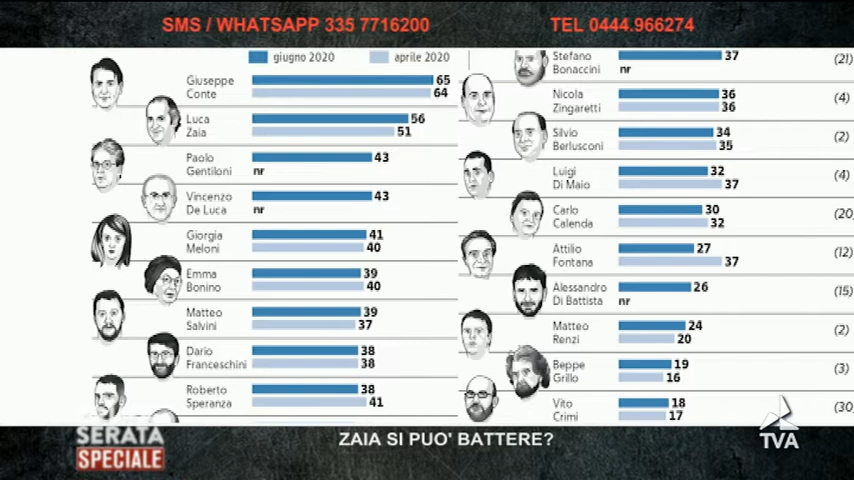 SMS / WHATSAPP 335 7716200
TEL 0444.966274
giugno 2020
aprile 2020
Giuseppe
Conte
65
64
Luca
Zaia
56
51
Paolo
Gentiloni
43
nr
Vincenzo
De Luca
43
nr
Giorgia
Meloni
41
40
Emma
Bonino
39
40
Matteo
Salvini
39
37
Dario
Franceschini
38
38
Roberto
Speranza
38
41
Stefano
Bonaccini
37
nr
(21)
Nicola
Zingaretti
36
36
(4)
Silvio
Berlusconi
34
35
(2)
Luigi
Di Maio
32
37
(4)
Carlo
Calenda
30
32
(20
Attilio
Fontana
27
37
(12)
Alessandro
Di Battista
26
nr
(15)
Matteo
Renzi
24
20
(2)
Beppe
Grillo
19
16
(3)
Vito
Crimi
18
17
(30
SERATA
SPECIALE
ZAIA SI PUO' BATTERE?
TVA